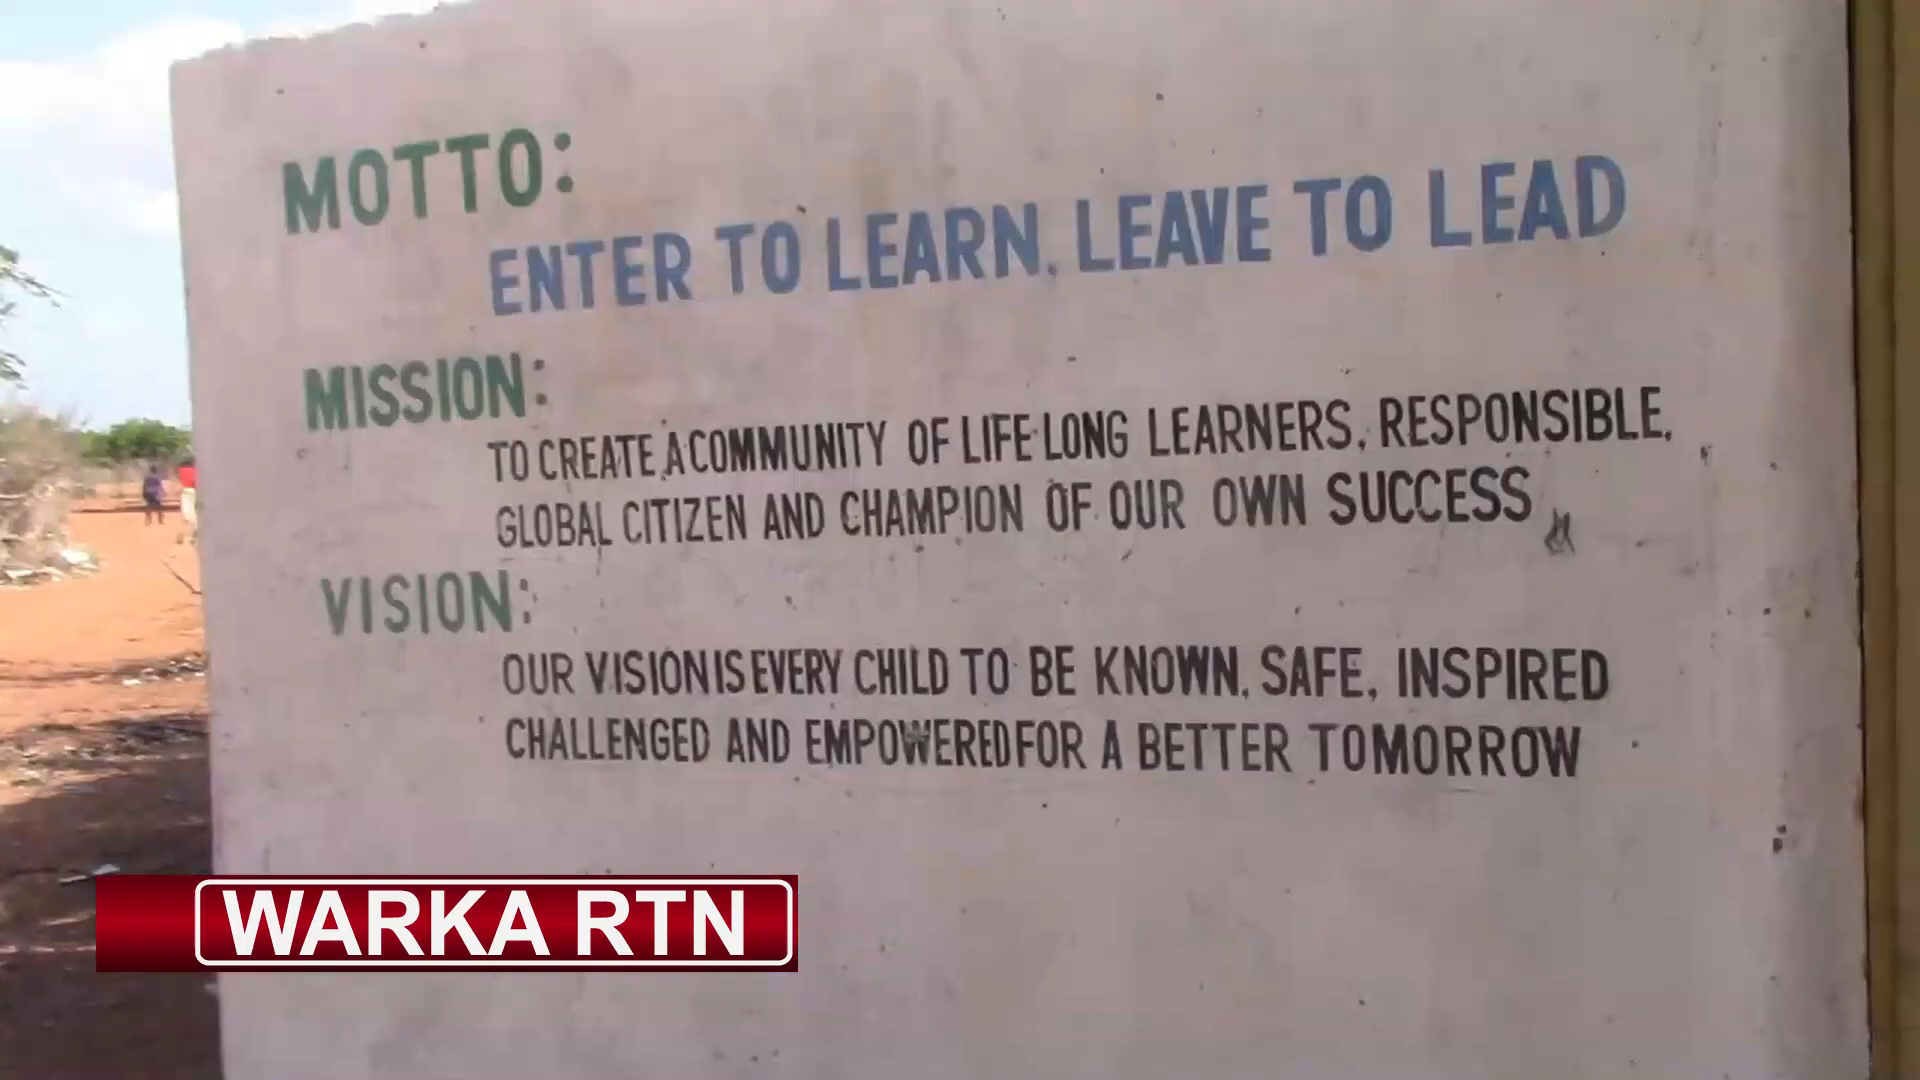 MOTTO:
ENTER TO LEARN, LEAVE TO LEAD
MISSION:
TO CREATE A COMMUNITY OF LIFE LONG LEARNERS, RESPONSIBLE,
GLOBAL CITIZEN AND CHAMPION OF OUR OWN SUCCESS
VISION:
OUR VISION IS EVERY CHILD TO BE KNOWN, SAFE, INSPIRED
CHALLENGED AND EMPOWERED FOR A BETTER TOMORROW
WARKA RTN